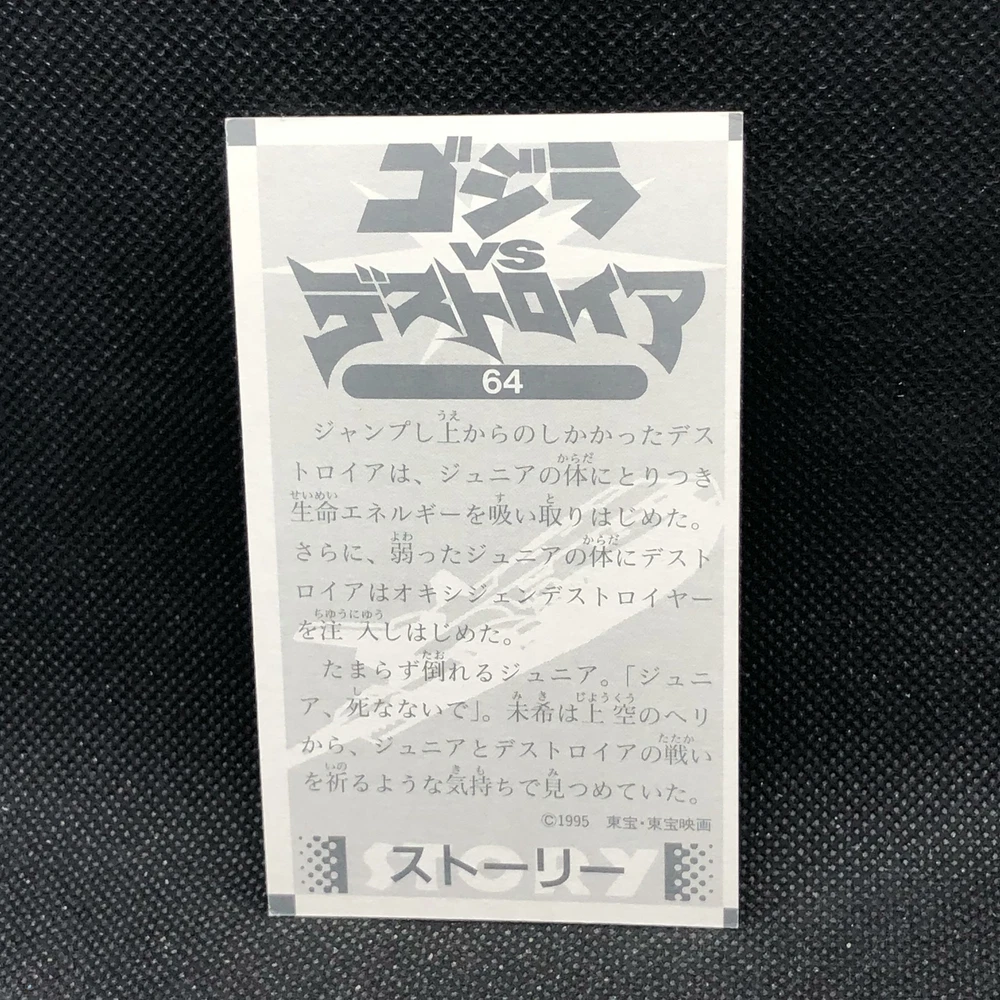 ゴジラ
VS
デストロイア
64
ジャンプし上からのしかかったデス
トロイアは、ジュニアの体にとりつき
生命エネルギーを吸い取りはじめた。
さらに、弱ったジュニアの体にデスト
ロイアはオキシジェンデストロイヤー
を注入しはじめた。
たまらず倒れるジュニア。「ジュニ
ア、死なないで」。未希は上空のヘリ
から、ジュニアとデストロイアの戦い
を祈るような気持ちで見つめていた。
©1995 東宝・東宝映画
STORY
ストーリー